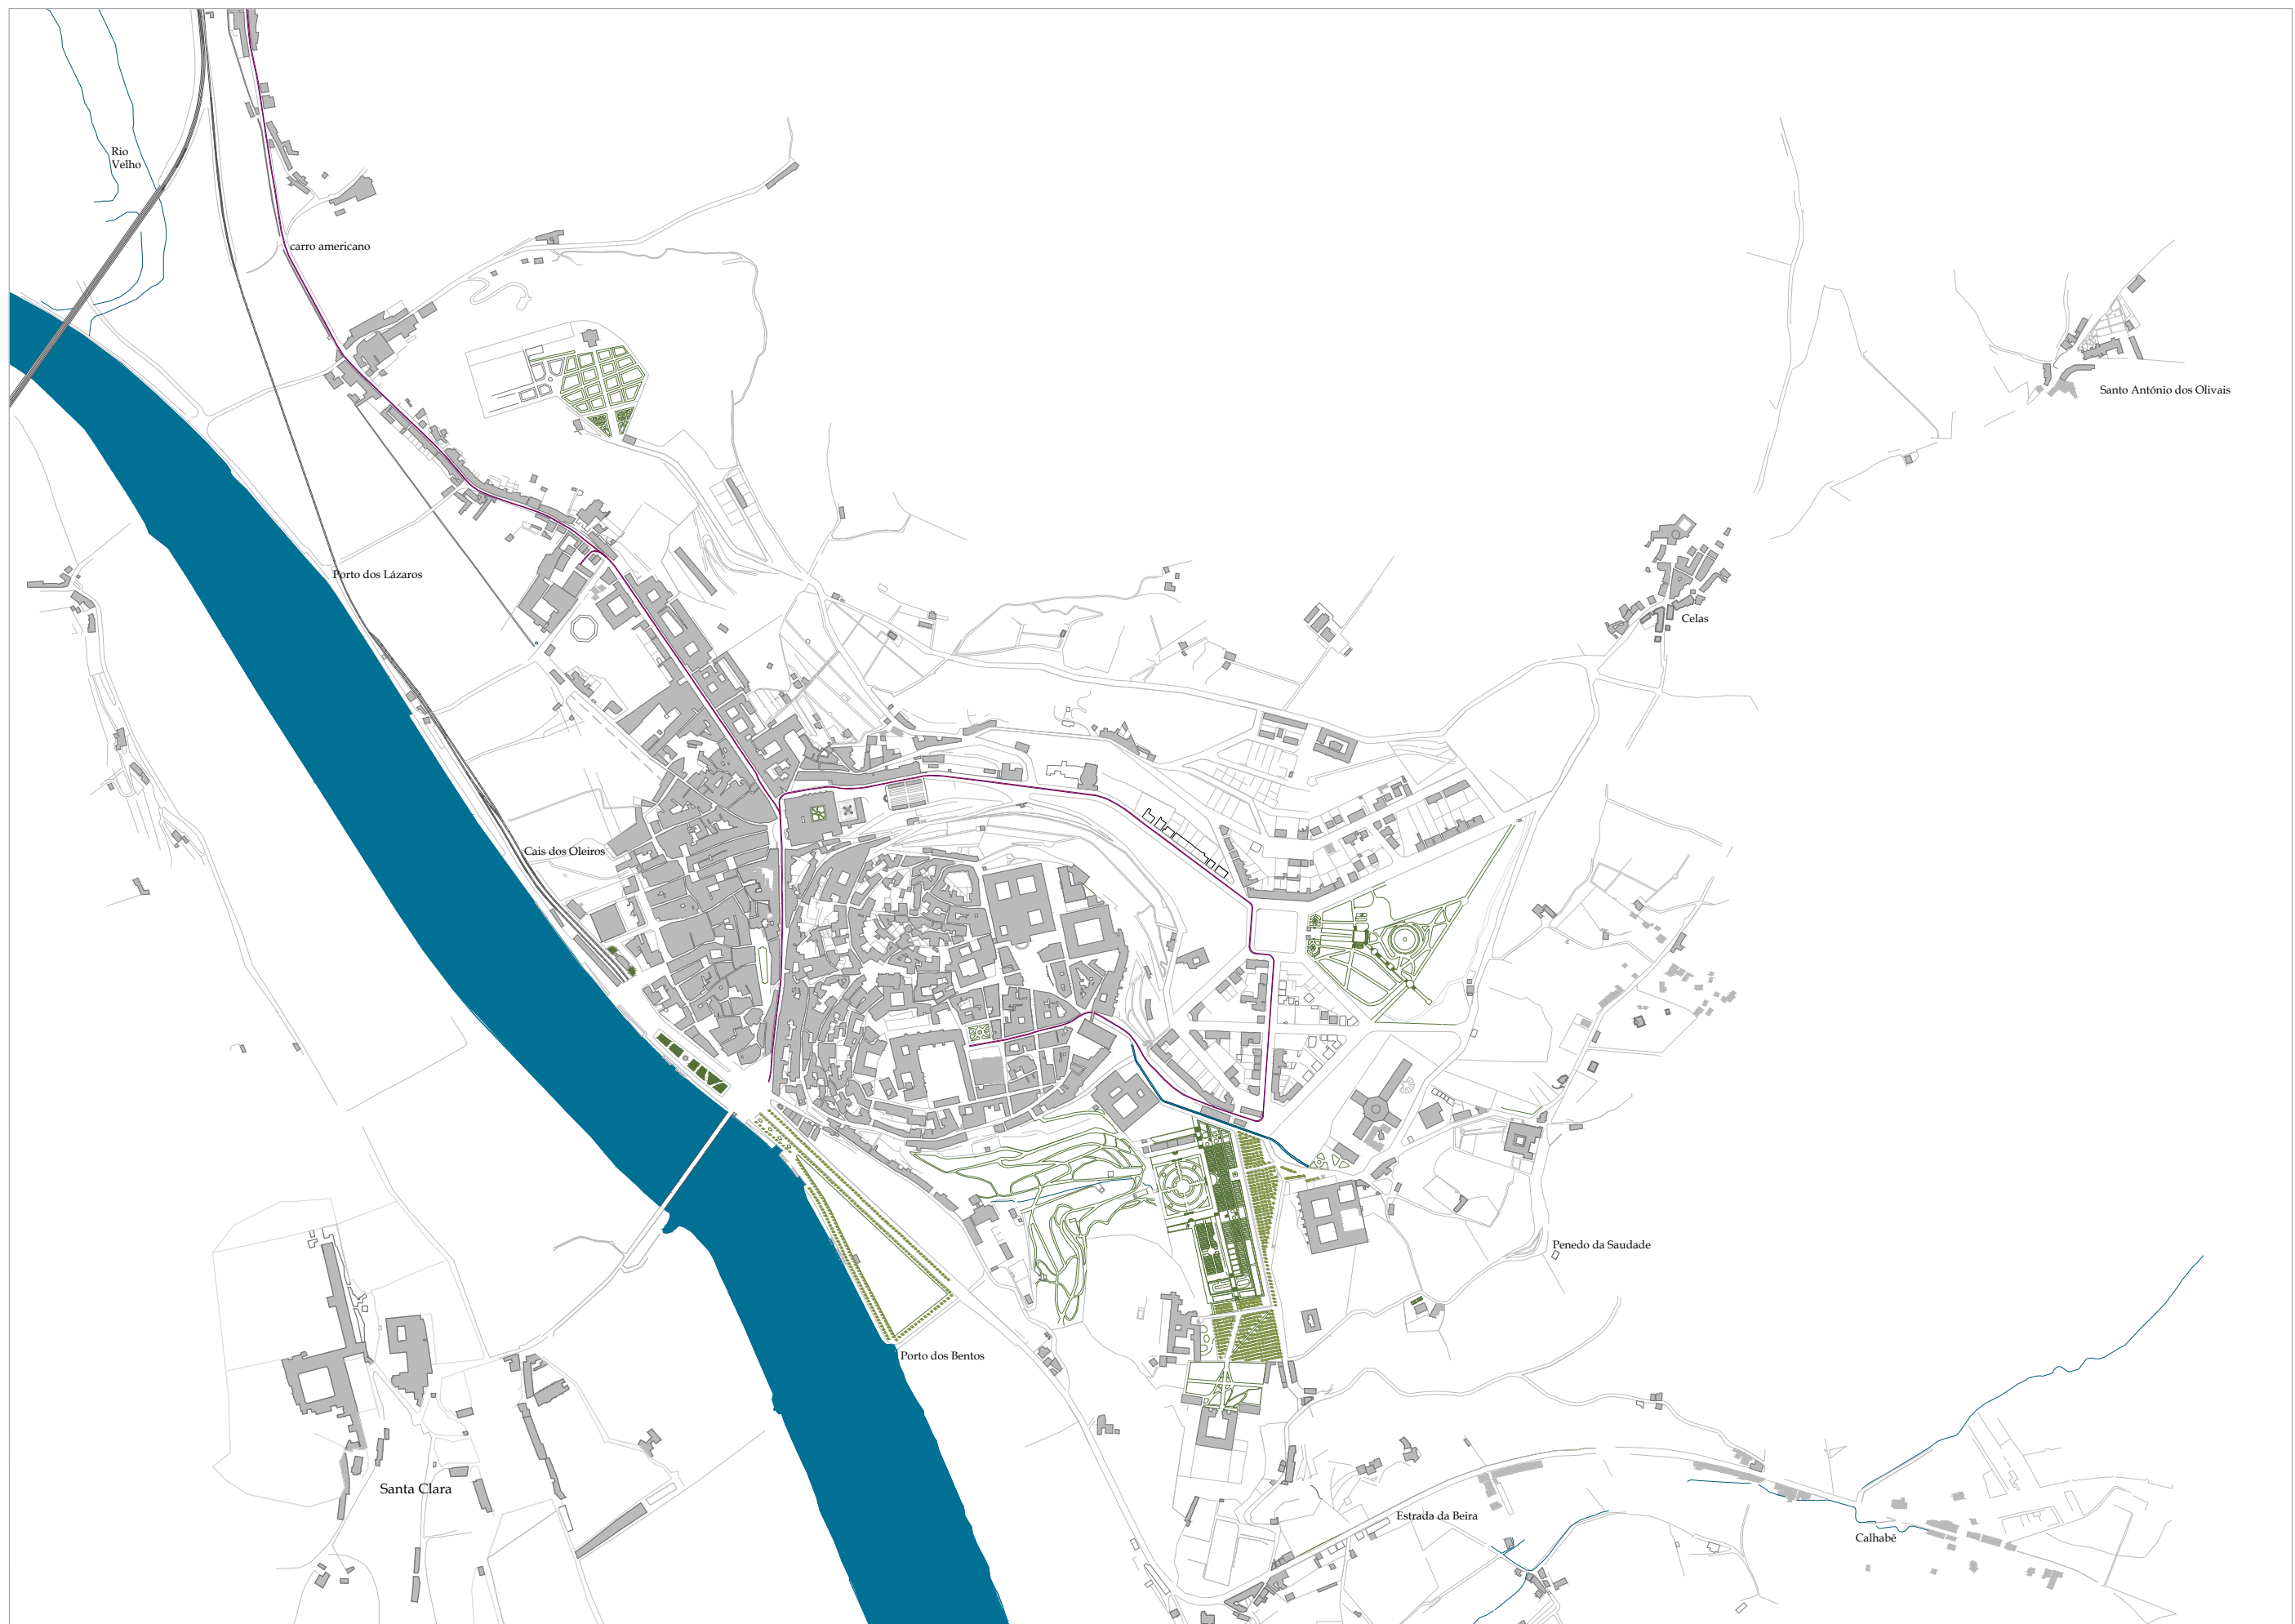 Rio
Velho
carro americano
Santo António dos Olivais
Porto dos Lázaros
Celas
Cais dos Oleiros
Penedo da Saudade
Porto dos Bentos
Santa Clara
Estrada da Beira
Calhabé